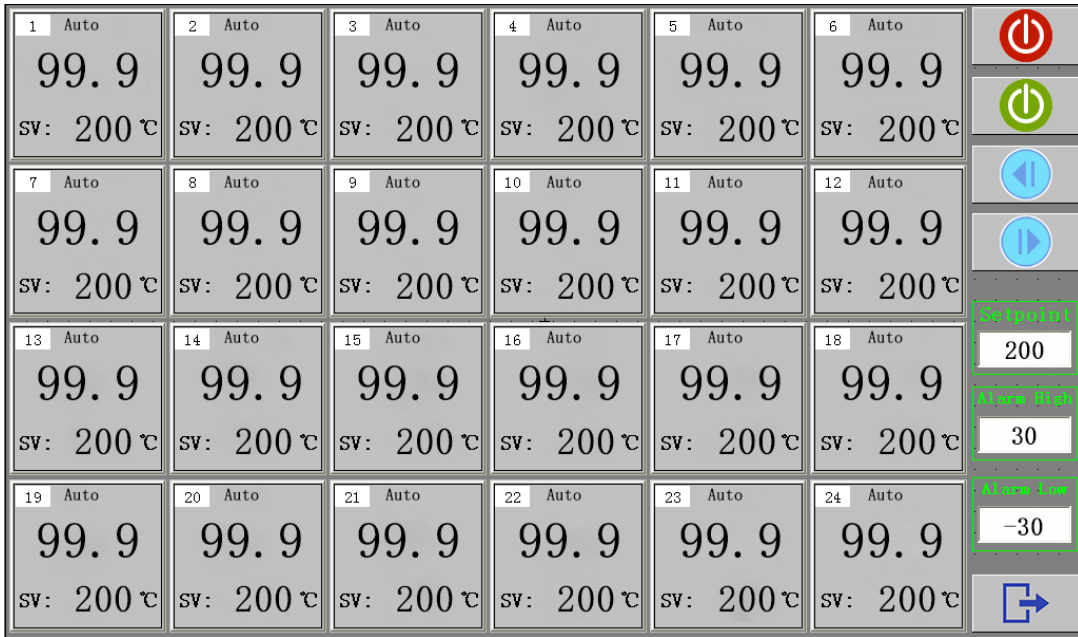 1 Auto 2 Auto 3 Auto 4 Auto 5 Auto 6 Auto
99.9 99.9 99.9 99.9 99.9 99.9
SV: 200 ℃ SV: 200 ℃ SV: 200 ℃ SV: 200 ℃ SV: 200 ℃ SV: 200 ℃
7 Auto 8 Auto 9 Auto 10 Auto 11 Auto 12 Auto
99.9 99.9 99.9 99.9 99.9 99.9
SV: 200 ℃ SV: 200 ℃ SV: 200 ℃ SV: 200 ℃ SV: 200 ℃ SV: 200 ℃
13 Auto 14 Auto 15 Auto 16 Auto 17 Auto 18 Auto
99.9 99.9 99.9 99.9 99.9 99.9
SV: 200 ℃ SV: 200 ℃ SV: 200 ℃ SV: 200 ℃ SV: 200 ℃ SV: 200 ℃
19 Auto 20 Auto 21 Auto 22 Auto 23 Auto 24 Auto
99.9 99.9 99.9 99.9 99.9 99.9
SV: 200 ℃ SV: 200 ℃ SV: 200 ℃ SV: 200 ℃ SV: 200 ℃ SV: 200 ℃
Setpoint
200
Alarm High
30
Alarm Low
-30